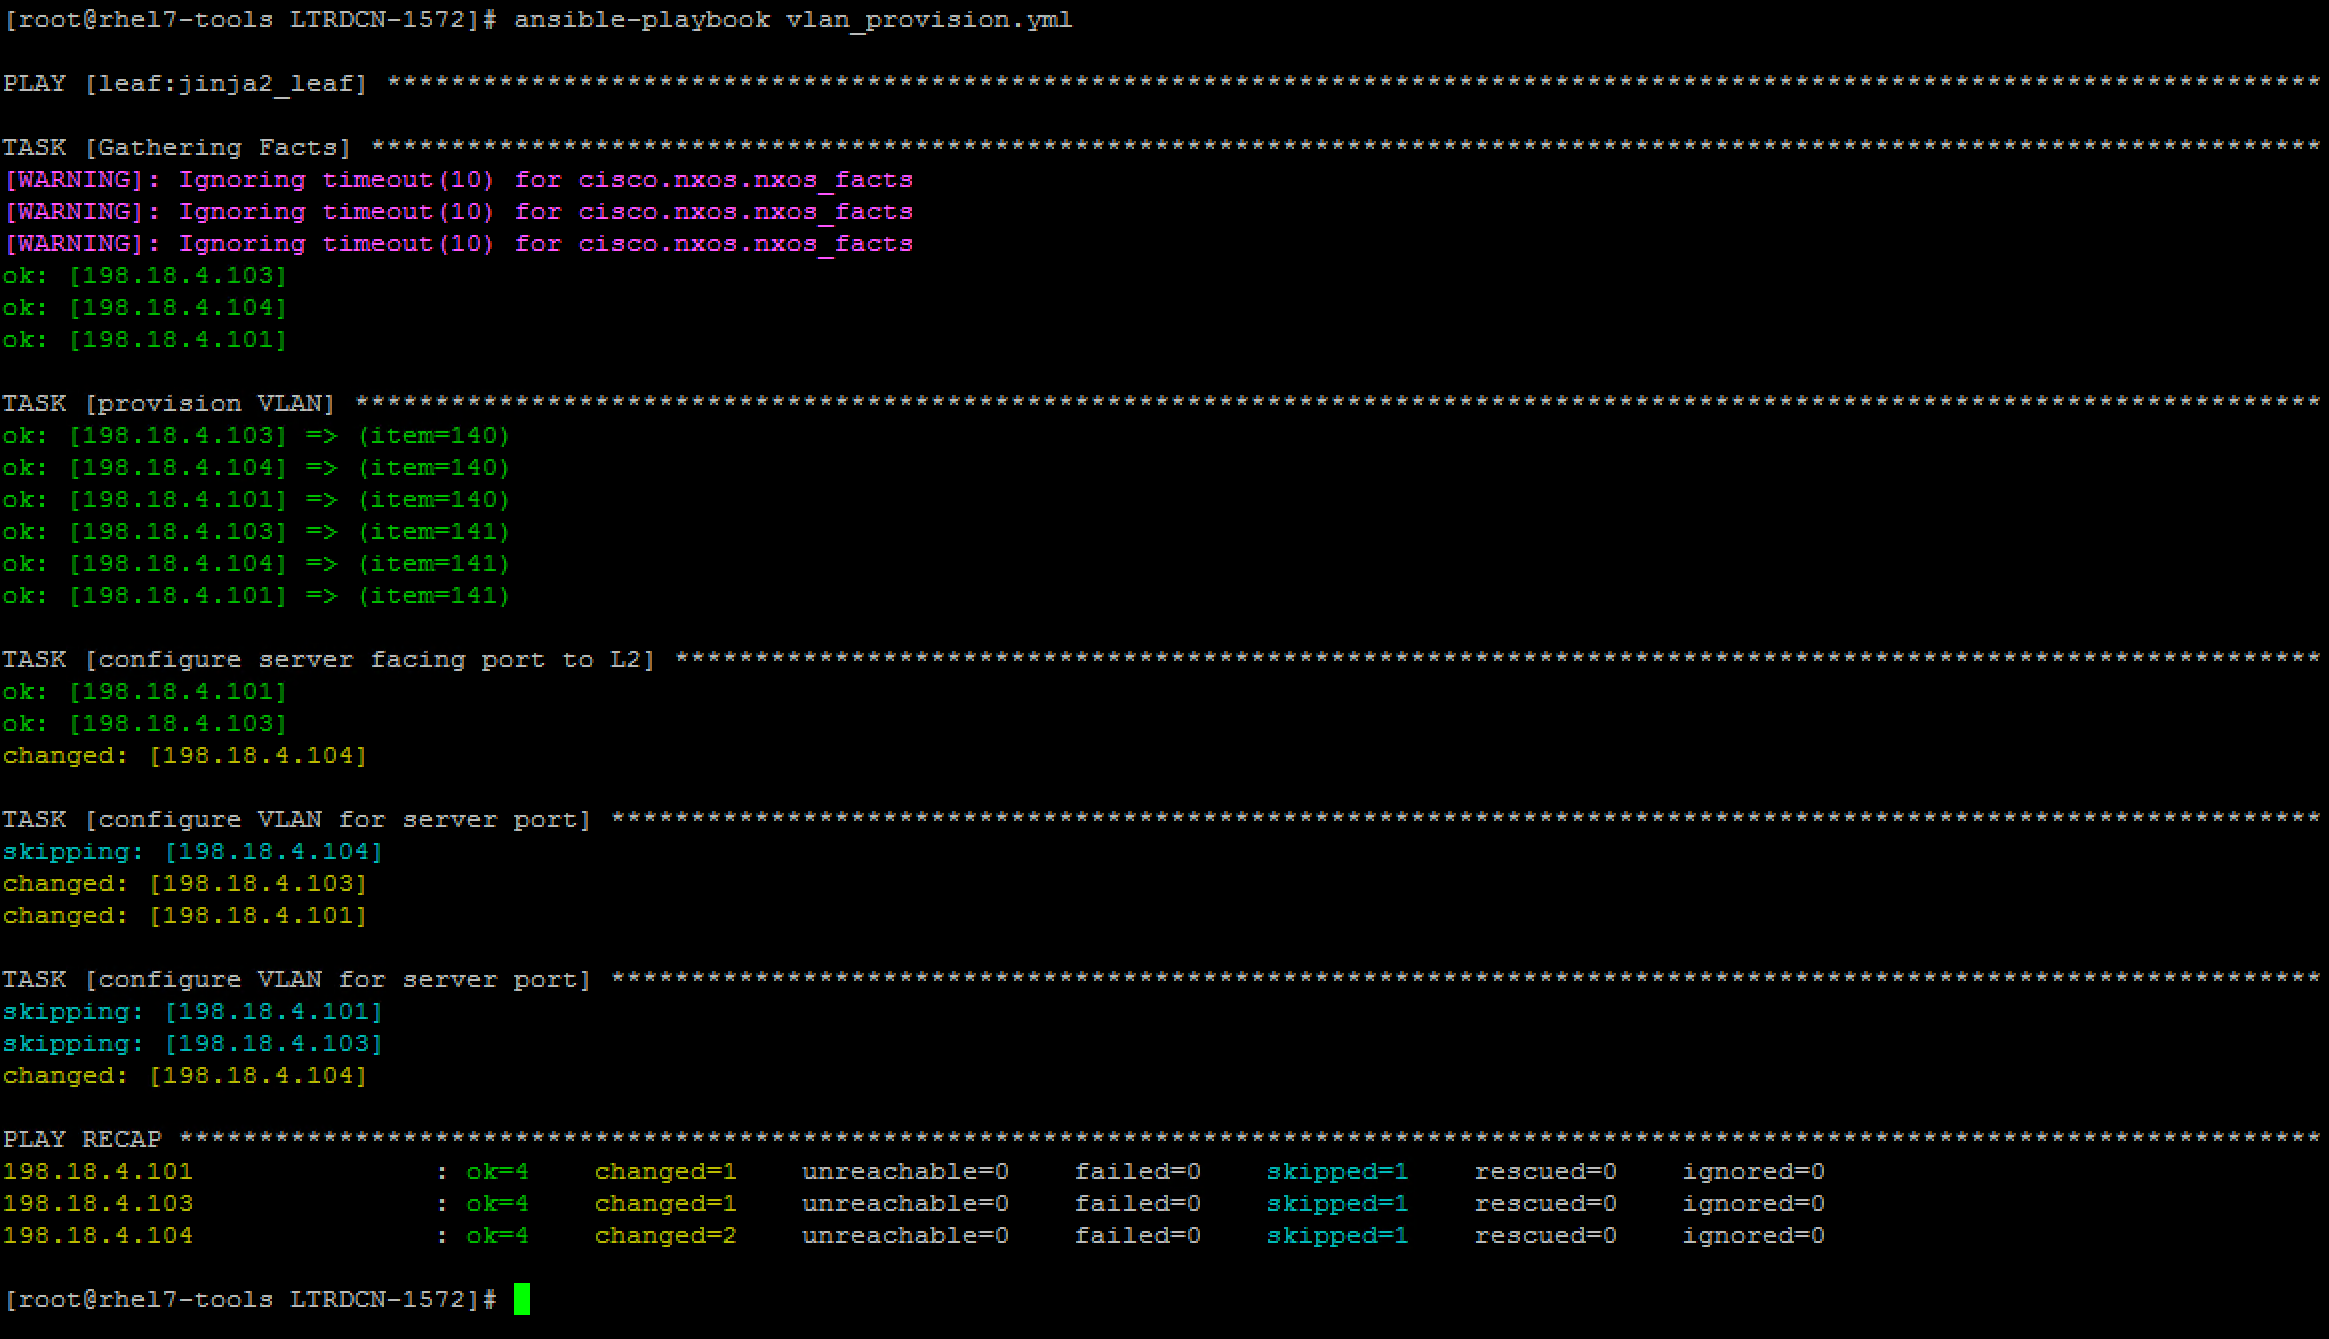 [root@rhel7-tools LTRDCN-1572]# ansible-playbook vlan_provision.yml
PLAY [leaf:jinja2_leaf] *************************************************************************************************************************
TASK [Gathering Facts] **************************************************************************************************************************
[WARNING]: Ignoring timeout(10) for cisco.nxos.nxos_facts
[WARNING]: Ignoring timeout(10) for cisco.nxos.nxos_facts
[WARNING]: Ignoring timeout(10) for cisco.nxos.nxos_facts
ok: [198.18.4.103]
ok: [198.18.4.104]
ok: [198.18.4.101]
TASK [provision VLAN] ***************************************************************************************************************************
ok: [198.18.4.103] => (item=140)
ok: [198.18.4.104] => (item=140)
ok: [198.18.4.101] => (item=140)
ok: [198.18.4.103] => (item=141)
ok: [198.18.4.104] => (item=141)
ok: [198.18.4.101] => (item=141)
TASK [configure server facing port to L2] *******************************************************************************************************
ok: [198.18.4.101]
ok: [198.18.4.103]
changed: [198.18.4.104]
TASK [configure VLAN for server port] ***********************************************************************************************************
skipping: [198.18.4.104]
changed: [198.18.4.103]
changed: [198.18.4.101]
TASK [configure VLAN for server port] ***********************************************************************************************************
skipping: [198.18.4.101]
skipping: [198.18.4.103]
changed: [198.18.4.104]
PLAY RECAP **************************************************************************************************************************************
198.18.4.101 : ok=4 changed=1 unreachable=0 failed=0 skipped=1 rescued=0 ignored=0
198.18.4.103 : ok=4 changed=1 unreachable=0 failed=0 skipped=1 rescued=0 ignored=0
198.18.4.104 : ok=4 changed=2 unreachable=0 failed=0 skipped=1 rescued=0 ignored=0
[root@rhel7-tools LTRDCN-1572]#